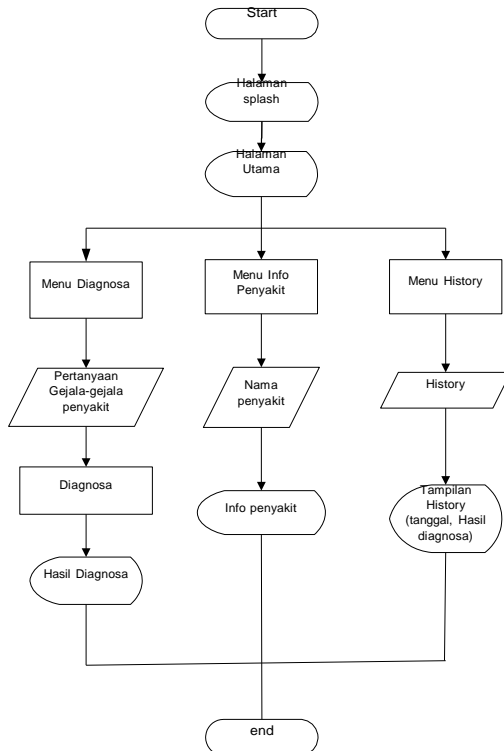 Start
Halaman
splash
Halaman
Utama
Menu Diagnosa
Menu Info
Penyakit
Menu History
Pertanyaan
Gejala-gejala
penyakit
Nama
penyakit
History
Diagnosa
Info penyakit
Tampilan
History
(tanggal, Hasil
diagnosa)
Hasil Diagnosa
end